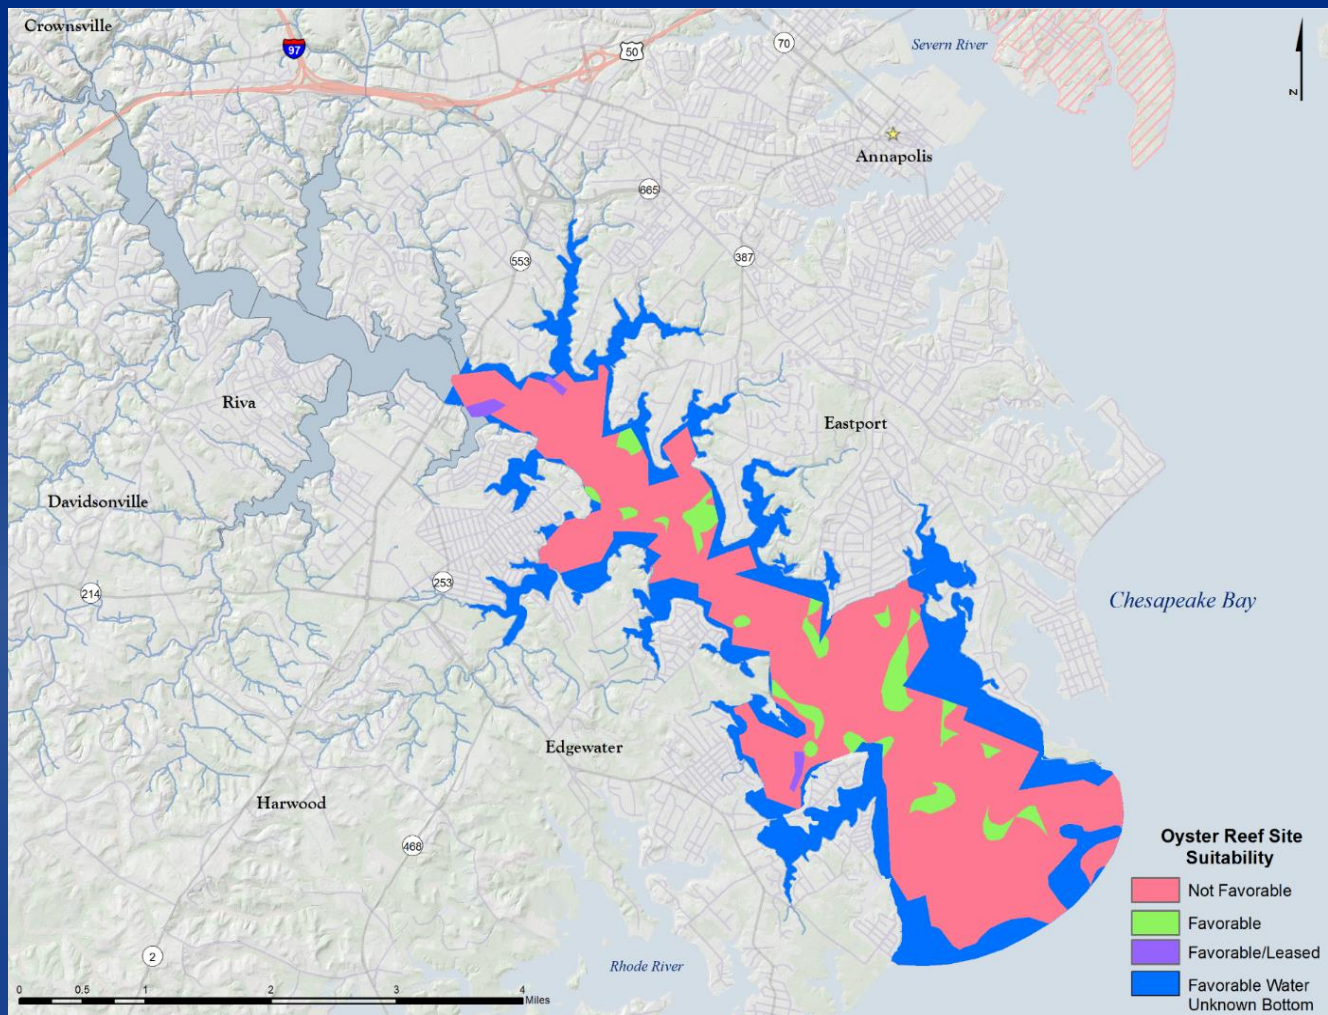 Crownsville
97
50
70
Severn River
N
Annapolis
665
553
387
Riva
Eastport
Davidsonville
214
253
Chesapeake Bay
Edgewater
Harwood
468
2
Rhode River
Oyster Reef Site
Suitability
Not Favorable
Favorable
Favorable/Leased
Favorable Water
Unknown Bottom
0 0.5 1 2 3 4
Miles